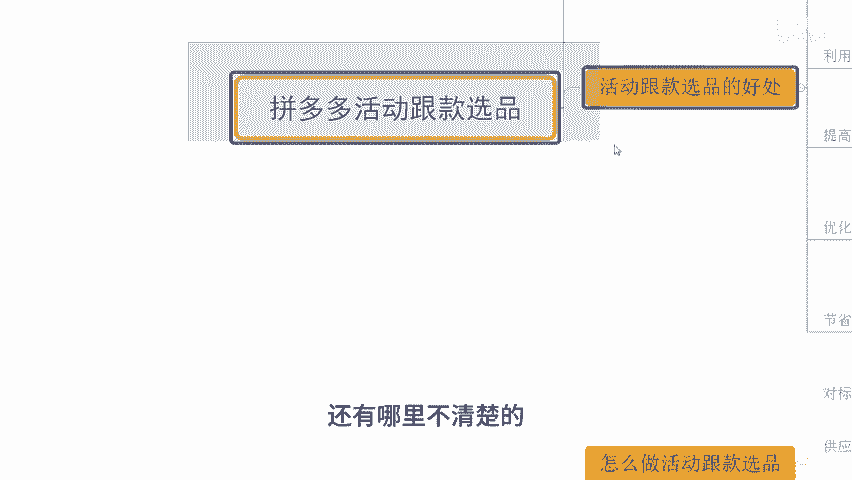 利用
活动跟款选品的好处
拼多多活动跟款选品
提高
优化
节省
对标
还有哪里不清楚的
供应
怎么做活动跟款选品